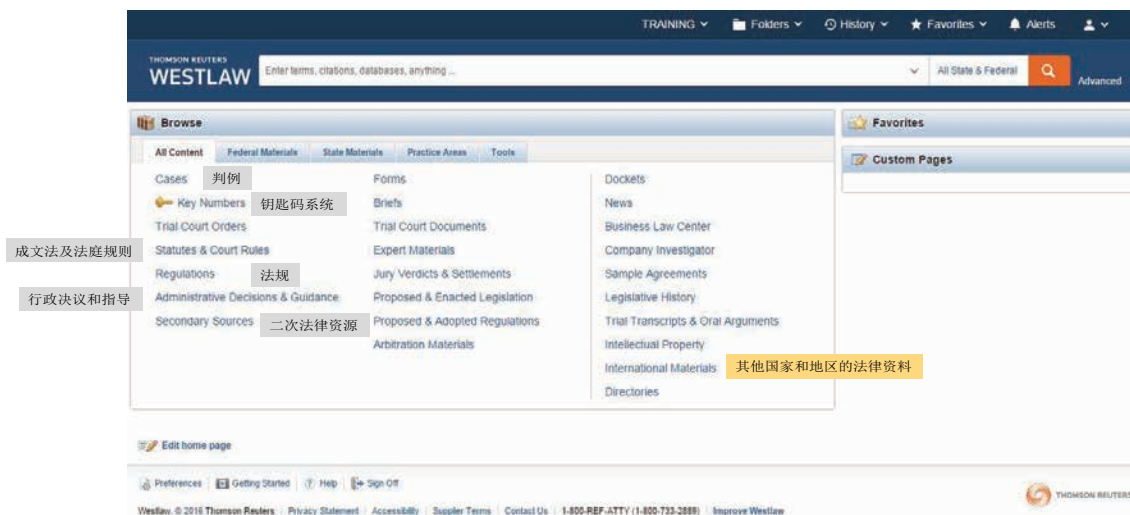 TRAINING Folders History Favorites Alerts
THOMSON REUTERS
WESTLAW
Enter terms, citations, databases, anything ...
All State & Federal
Advanced
Browse
All Content Federal Materials State Materials Practice Areas Tools
Cases 判例
Key Numbers 钥匙码系统
Trial Court Orders
成文法及法庭规则 Statutes & Court Rules
Regulations 法规
行政决议和指导 Administrative Decisions & Guidance
Secondary Sources 二次法律资源
Forms
Briefs
Trial Court Documents
Expert Materials
Jury Verdicts & Settlements
Proposed & Enacted Legislation
Proposed & Adopted Regulations
Arbitration Materials
Dockets
News
Business Law Center
Company Investigator
Sample Agreements
Legislative History
Trial Transcripts & Oral Arguments
Intellectual Property
International Materials 其他国家和地区的法律资料
Directories
Favorites
Custom Pages
Edit home page
Preferences Getting Started Help Sign Off
Westlaw. © 2016 Thomson Reuters Privacy Statement Accessibility Supplier Terms Contact Us 1-800-REF-ATTY (1-800-733-2889) Improve Westlaw
THOMSON REUTERS